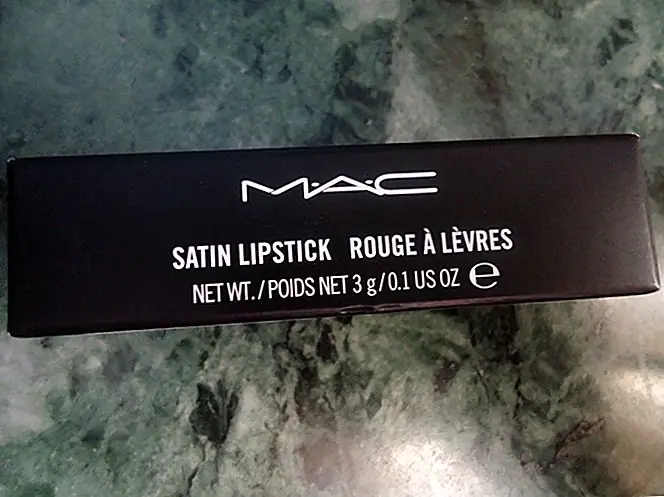 M·A·C
SATIN LIPSTICK ROUGE À LÈVRES
NET WT./POIDS NET 3 g/0.1 US OZ ℮